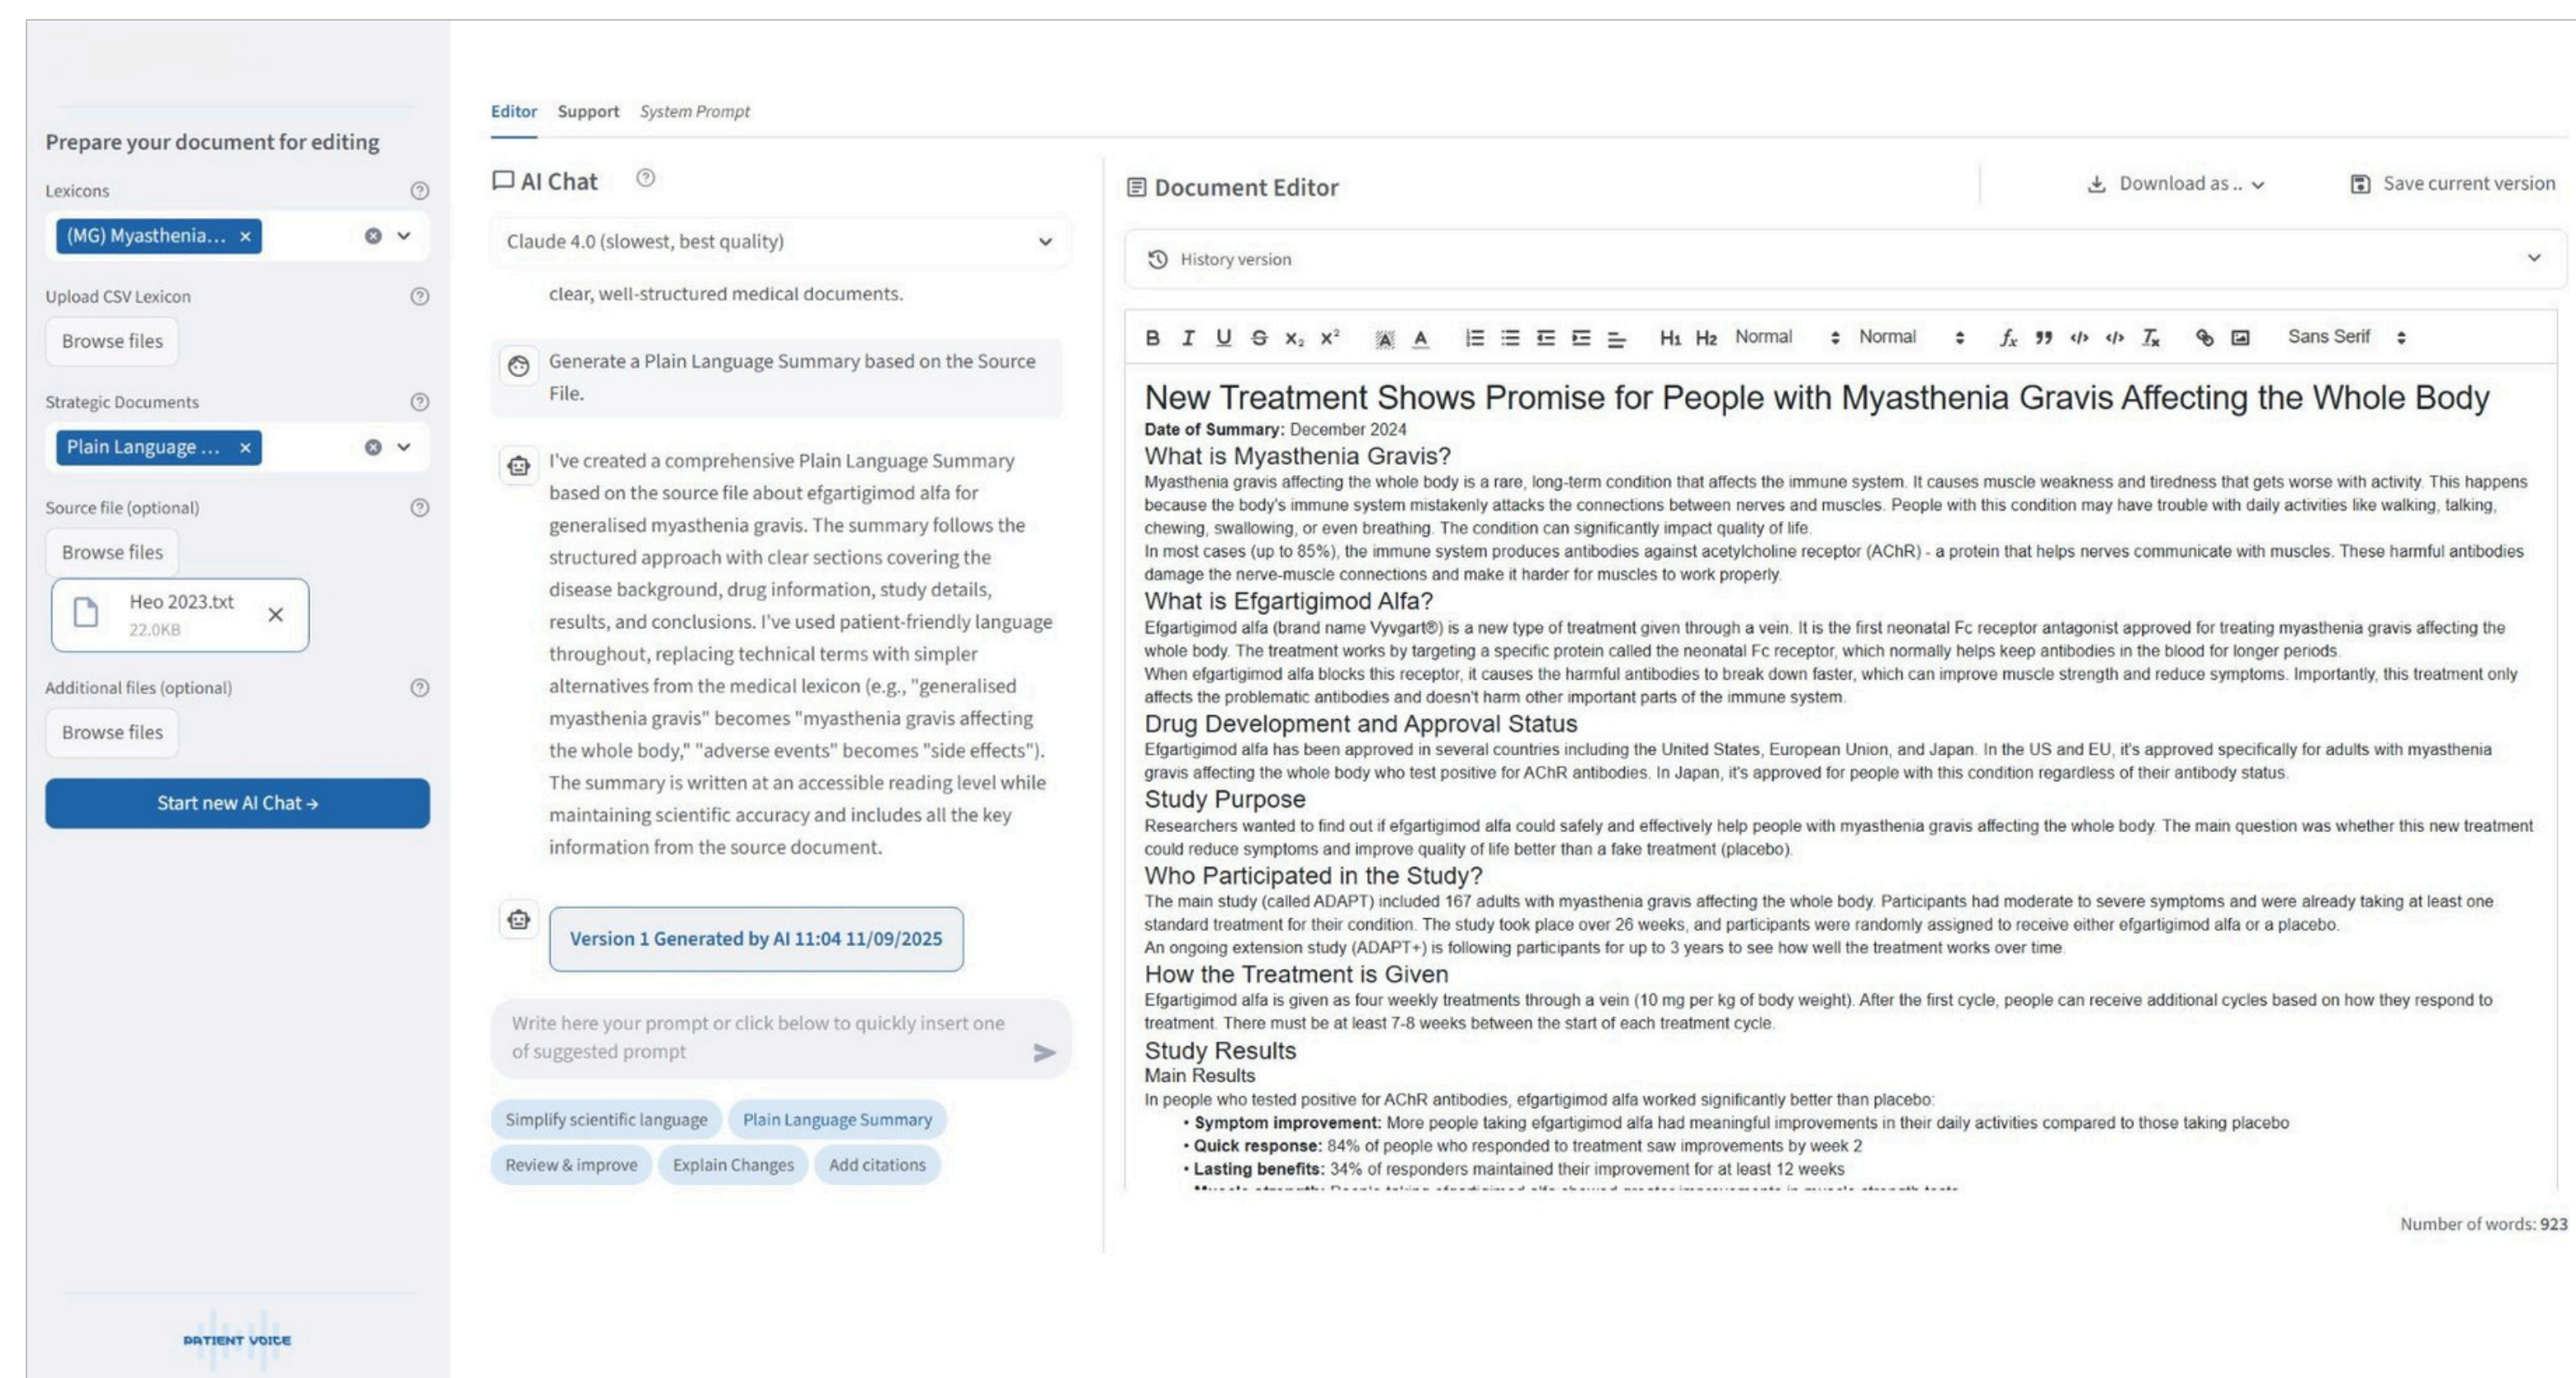 Prepare your document for editing
Lexicons
(MG) Myasthenia... ×
Upload CSV Lexicon
Browse files
Strategic Documents
Plain Language ... ×
Source file (optional)
Browse files
Heo 2023.txt
22.0KB
Additional files (optional)
Browse files
Start new AI Chat →
PATIENT VOICE
Editor Support System Prompt
AI Chat
Claude 4.0 (slowest, best quality)
clear, well-structured medical documents.
Generate a Plain Language Summary based on the Source
File.
I've created a comprehensive Plain Language Summary
based on the source file about efgartigimod alfa for
generalised myasthenia gravis. The summary follows the
structured approach with clear sections covering the
disease background, drug information, study details,
results, and conclusions. I've used patient-friendly language
throughout, replacing technical terms with simpler
alternatives from the medical lexicon (e.g., "generalised
myasthenia gravis" becomes "myasthenia gravis affecting
the whole body," "adverse events" becomes "side effects").
The summary is written at an accessible reading level while
maintaining scientific accuracy and includes all the key
information from the source document.
Version 1 Generated by AI 11:04 11/09/2025
Write here your prompt or click below to quickly insert one
of suggested prompt
Simplify scientific language Plain Language Summary
Review & improve Explain Changes Add citations
Document Editor
Download as .. Save current version
History version
B I U S X₂ X² A A H₁ H₂ Normal Normal fx </> </> Tx Sans Serif
New Treatment Shows Promise for People with Myasthenia Gravis Affecting the Whole Body
Date of Summary: December 2024
What is Myasthenia Gravis?
Myasthenia gravis affecting the whole body is a rare, long-term condition that affects the immune system. It causes muscle weakness and tiredness that gets worse with activity. This happens
because the body's immune system mistakenly attacks the connections between nerves and muscles. People with this condition may have trouble with daily activities like walking, talking,
chewing, swallowing, or even breathing. The condition can significantly impact quality of life.
In most cases (up to 85%), the immune system produces antibodies against acetylcholine receptor (AChR) - a protein that helps nerves communicate with muscles. These harmful antibodies
damage the nerve-muscle connections and make it harder for muscles to work properly.
What is Efgartigimod Alfa?
Efgartigimod alfa (brand name Vyvgart®) is a new type of treatment given through a vein. It is the first neonatal Fc receptor antagonist approved for treating myasthenia gravis affecting the
whole body. The treatment works by targeting a specific protein called the neonatal Fc receptor, which normally helps keep antibodies in the blood for longer periods.
When efgartigimod alfa blocks this receptor, it causes the harmful antibodies to break down faster, which can improve muscle strength and reduce symptoms. Importantly, this treatment only
affects the problematic antibodies and doesn't harm other important parts of the immune system.
Drug Development and Approval Status
Efgartigimod alfa has been approved in several countries including the United States, European Union, and Japan. In the US and EU, it's approved specifically for adults with myasthenia
gravis affecting the whole body who test positive for AChR antibodies. In Japan, it's approved for people with this condition regardless of their antibody status.
Study Purpose
Researchers wanted to find out if efgartigimod alfa could safely and effectively help people with myasthenia gravis affecting the whole body. The main question was whether this new treatment
could reduce symptoms and improve quality of life better than a fake treatment (placebo).
Who Participated in the Study?
The main study (called ADAPT) included 167 adults with myasthenia gravis affecting the whole body. Participants had moderate to severe symptoms and were already taking at least one
standard treatment for their condition. The study took place over 26 weeks, and participants were randomly assigned to receive either efgartigimod alfa or a placebo.
An ongoing extension study (ADAPT+) is following participants for up to 3 years to see how well the treatment works over time.
How the Treatment is Given
Efgartigimod alfa is given as four weekly treatments through a vein (10 mg per kg of body weight). After the first cycle, people can receive additional cycles based on how they respond to
treatment. There must be at least 7-8 weeks between the start of each treatment cycle.
Study Results
Main Results
In people who tested positive for AChR antibodies, efgartigimod alfa worked significantly better than placebo:
• Symptom improvement: More people taking efgartigimod alfa had meaningful improvements in their daily activities compared to those taking placebo
• Quick response: 84% of people who responded to treatment saw improvements by week 2
• Lasting benefits: 34% of responders maintained their improvement for at least 12 weeks
Number of words: 923